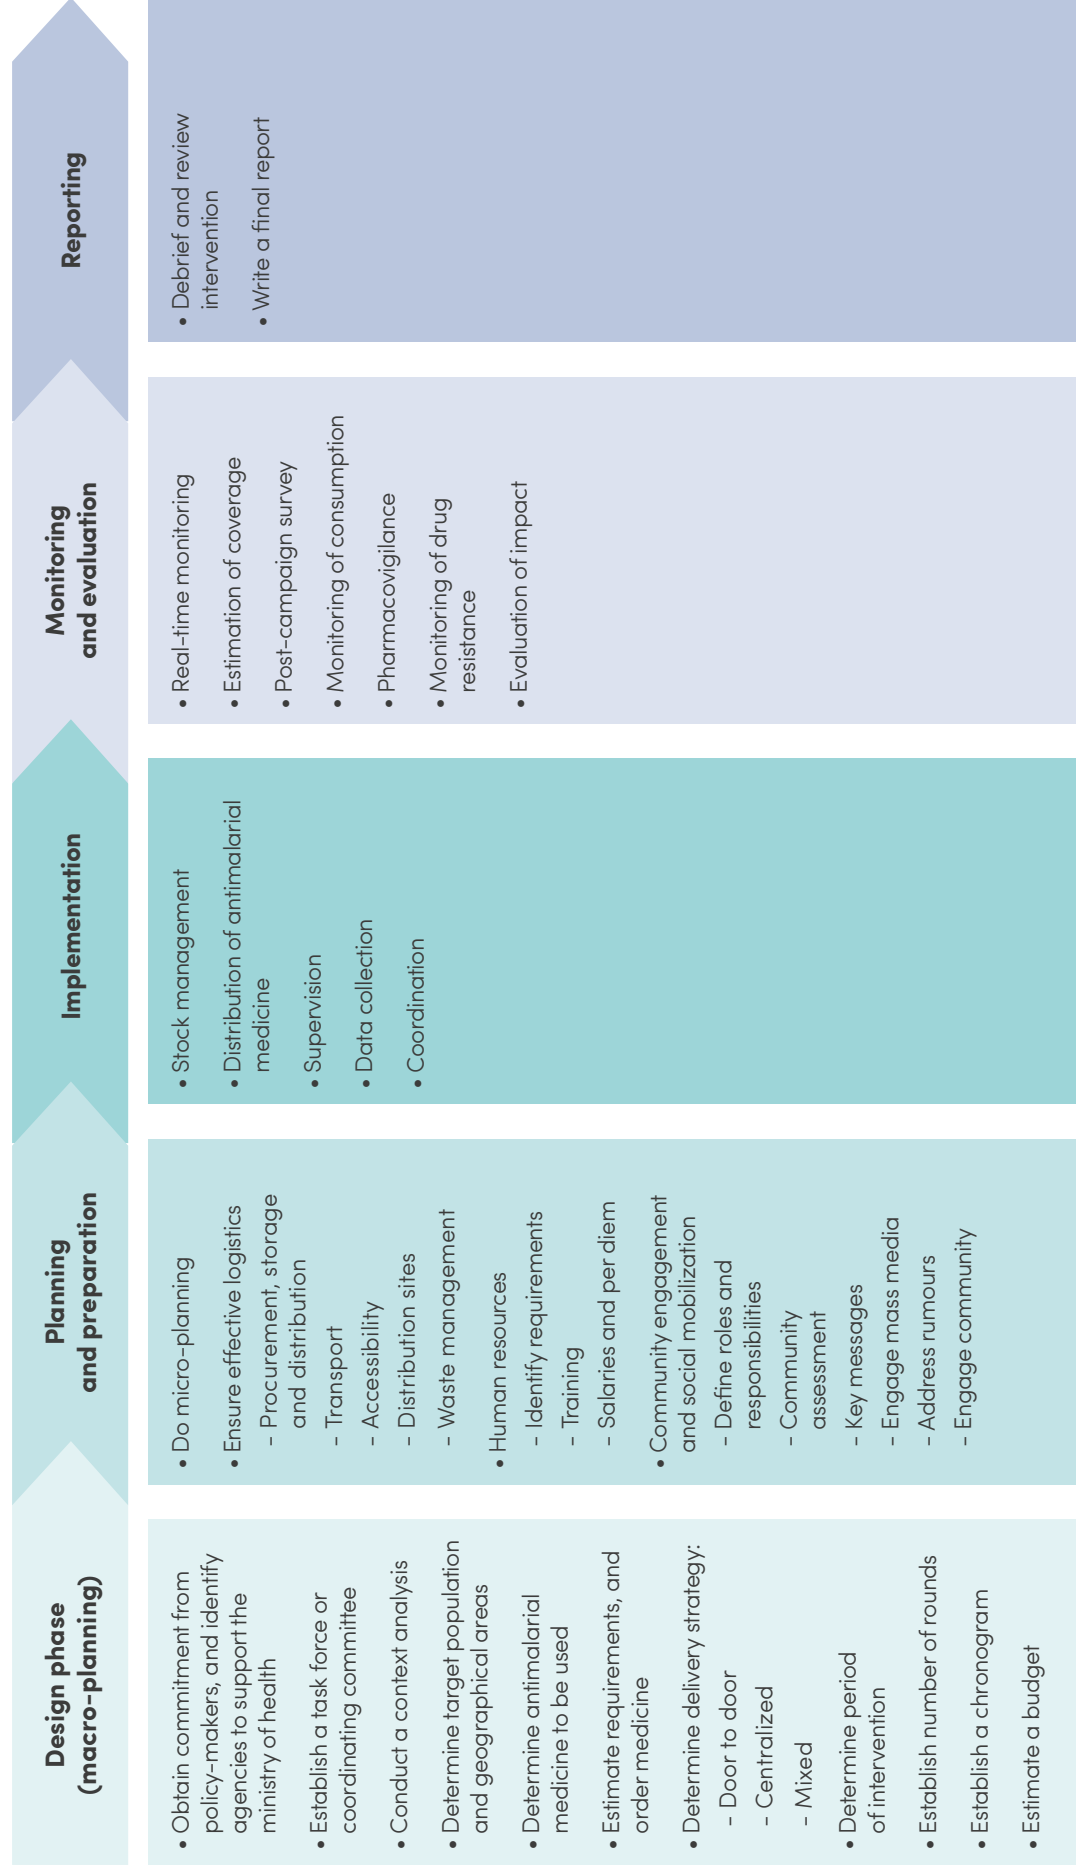 Design phase
(macro-planning)
• Obtain commitment from
policy-makers, and identify
agencies to support the
ministry of health
• Establish a task force or
coordinating committee
• Conduct a context analysis
• Determine target population
and geographical areas
• Determine antimalarial
medicine to be used
• Estimate requirements, and
order medicine
• Determine delivery strategy:
– Door to door
– Centralized
– Mixed
• Determine period
of intervention
• Establish number of rounds
• Establish a chronogram
• Estimate a budget
Planning
and preparation
• Do micro-planning
• Ensure effective logistics
– Procurement, storage
and distribution
– Transport
– Accessibility
– Distribution sites
– Waste management
• Human resources
– Identify requirements
– Training
– Salaries and per diem
• Community engagement
and social mobilization
– Define roles and
responsibilities
– Community
assessment
– Key messages
– Engage mass media
– Address rumours
– Engage community
Implementation
• Stock management
• Distribution of antimalarial
medicine
• Supervision
• Data collection
• Coordination
Monitoring
and evaluation
• Real-time monitoring
• Estimation of coverage
• Post-campaign survey
• Monitoring of consumption
• Pharmacovigilance
• Monitoring of drug
resistance
• Evaluation of impact
Reporting
• Debrief and review
intervention
• Write a final report